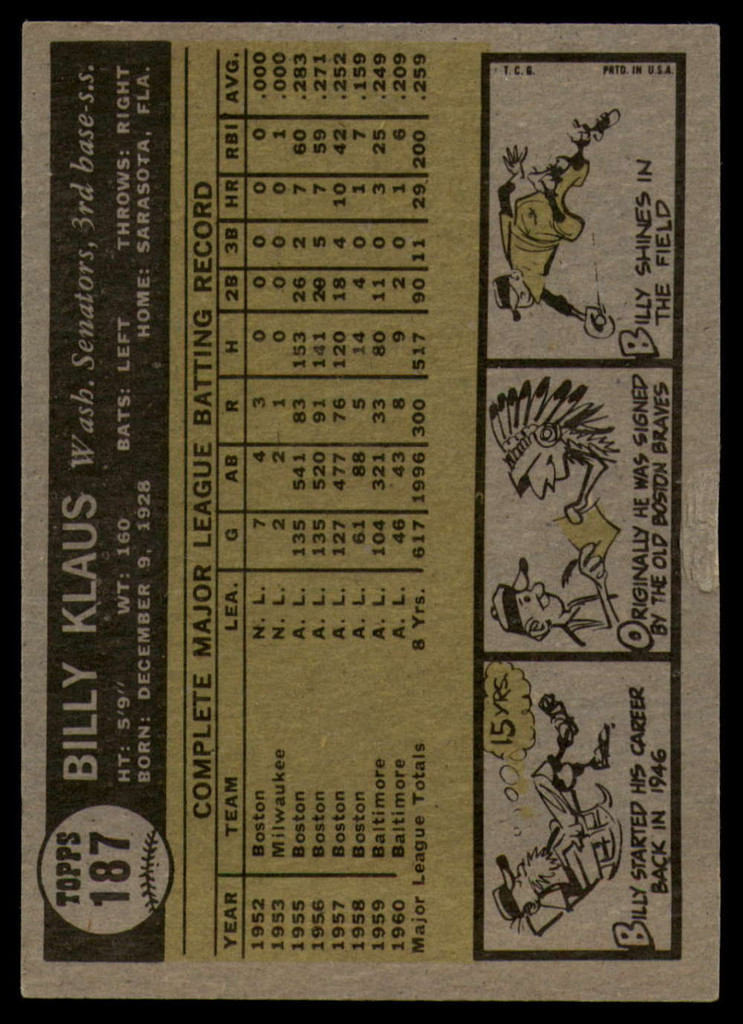 TOPPS
187
BILLY KLAUS Wash. Senators, 3rd base-s.s.
HT: 5'9" WT: 160 BATS: LEFT THROWS: RIGHT
BORN: DECEMBER 9, 1928 HOME: SARASOTA, FLA.
COMPLETE MAJOR LEAGUE BATTING RECORD
YEAR TEAM LEA. G AB R H 2B 3B HR RBI AVG.
1952 Boston N. L. 7 4 3 0 0 0 0 0 .000
1953 Milwaukee N. L. 2 2 1 0 0 0 0 1 .000
1955 Boston A. L. 135 541 83 153 26 2 7 60 .283
1956 Boston A. L. 135 520 91 141 29 5 7 59 .271
1957 Boston A. L. 127 477 76 120 18 4 10 42 .252
1958 Boston A. L. 61 88 5 14 4 0 1 7 .159
1959 Baltimore A. L. 104 321 33 80 11 0 3 25 .249
1960 Baltimore A. L. 46 43 8 9 2 0 1 6 .209
Major League Totals 8 Yrs. 617 1996 300 517 90 11 29 200 .259
T.C.G. PRTD. IN U.S.A.
15 YRS.
BILLY STARTED HIS CAREER
BACK IN 1946
ORIGINALLY HE WAS SIGNED
BY THE OLD BOSTON BRAVES
BILLY SHINES IN
THE FIELD